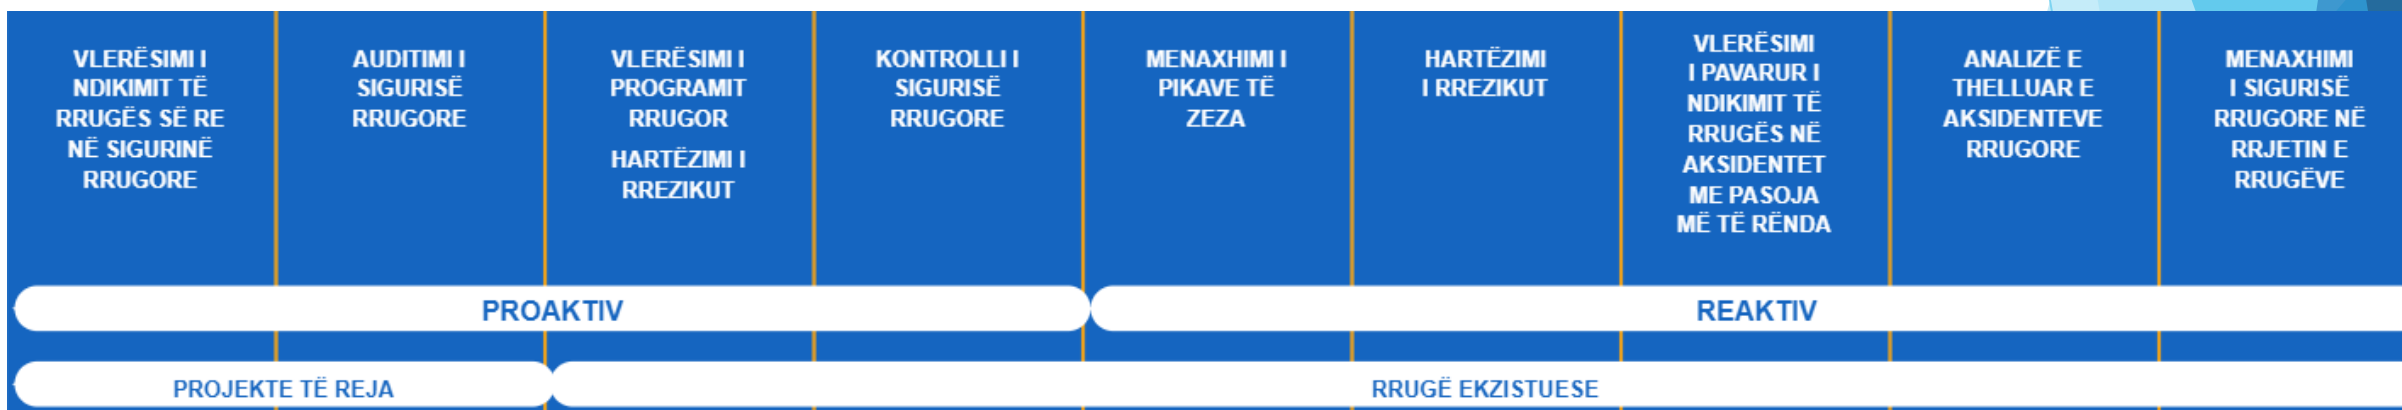 VLERËSIMI I
NDIKIMIT TË
RRUGËS SË RE
NË SIGURINË
RRUGORE
AUDITIMI I
SIGURISË
RRUGORE
VLERËSIMI I
PROGRAMIT
RRUGOR
HARTËZIMI I
RREZIKUT
KONTROLLI I
SIGURISË
RRUGORE
MENAXHIMI I
PIKAVE TË
ZEZA
HARTËZIMI
I RREZIKUT
VLERËSIMI
I PAVARUR I
NDIKIMIT TË
RRUGËS NË
AKSIDENTET
ME PASOJA
MË TË RËNDA
ANALIZË E
THELLUAR E
AKSIDENTEVE
RRUGORE
MENAXHIMI
I SIGURISË
RRUGORE NË
RRJETIN E
RRUGËVE
PROAKTIV
REAKTIV
PROJEKTE TË REJA
RRUGË EKZISTUESE